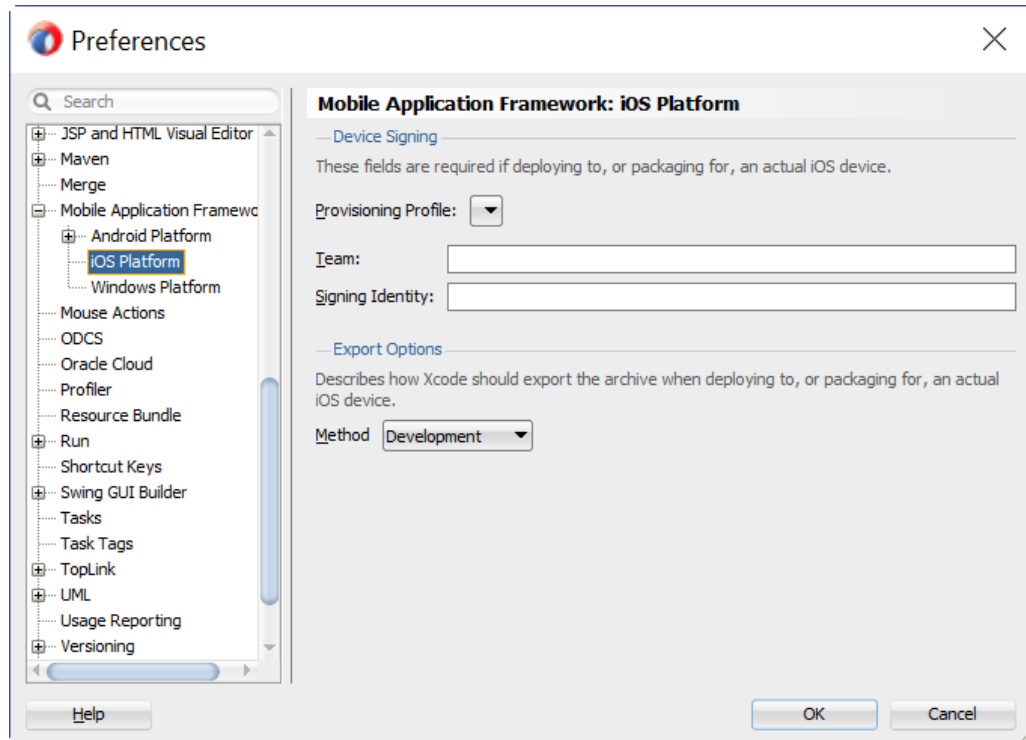 Preferences
Search
JSP and HTML Visual Editor
Maven
Merge
Mobile Application Framewo
Android Platform
iOS Platform
Windows Platform
Mouse Actions
ODCS
Oracle Cloud
Profiler
Resource Bundle
Run
Shortcut Keys
Swing GUI Builder
Tasks
Task Tags
TopLink
UML
Usage Reporting
Versioning
Mobile Application Framework: iOS Platform
Device Signing
These fields are required if deploying to, or packaging for, an actual iOS device.
Provisioning Profile:
Team:
Signing Identity:
Export Options
Describes how Xcode should export the archive when deploying to, or packaging for, an actual
iOS device.
Method Development
Help
OK
Cancel